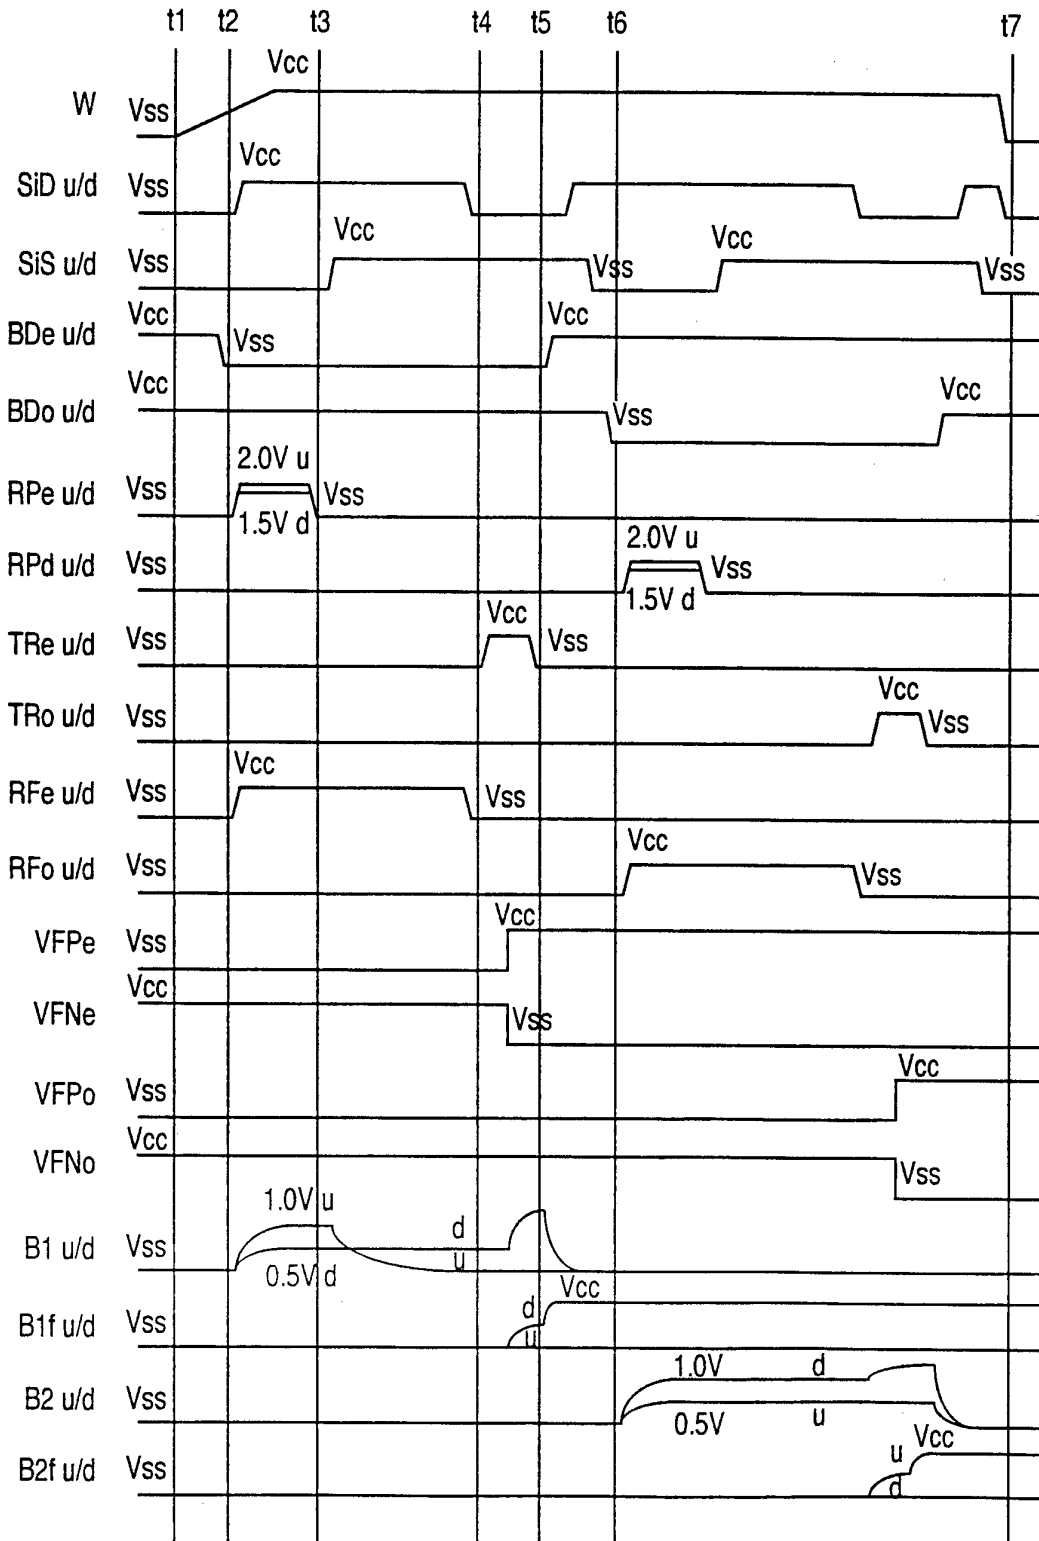 t1 t2 t3 t4 t5 t6 t7
Vcc
W Vss
Vcc
SiD u/d Vss
Vcc Vcc
SiS u/d Vss Vss Vss
Vcc Vcc
BDe u/d Vss
Vcc Vcc
BDo u/d Vss
2.0V u
RPe u/d Vss Vss
1.5V d
2.0V u
RPd u/d Vss Vss
1.5V d
Vcc
TRe u/d Vss Vss
Vcc
TRo u/d Vss Vss
Vcc
RFe u/d Vss Vss
Vcc
RFo u/d Vss Vss
Vcc
VFPe Vss
Vcc
VFNe Vss
Vcc
VFPo Vss
Vcc
VFNo Vss
1.0V u d
B1 u/d Vss u
0.5V d
Vcc
d
B1f u/d Vss u
1.0V d
B2 u/d Vss
0.5V u
u Vcc
B2f u/d Vss d